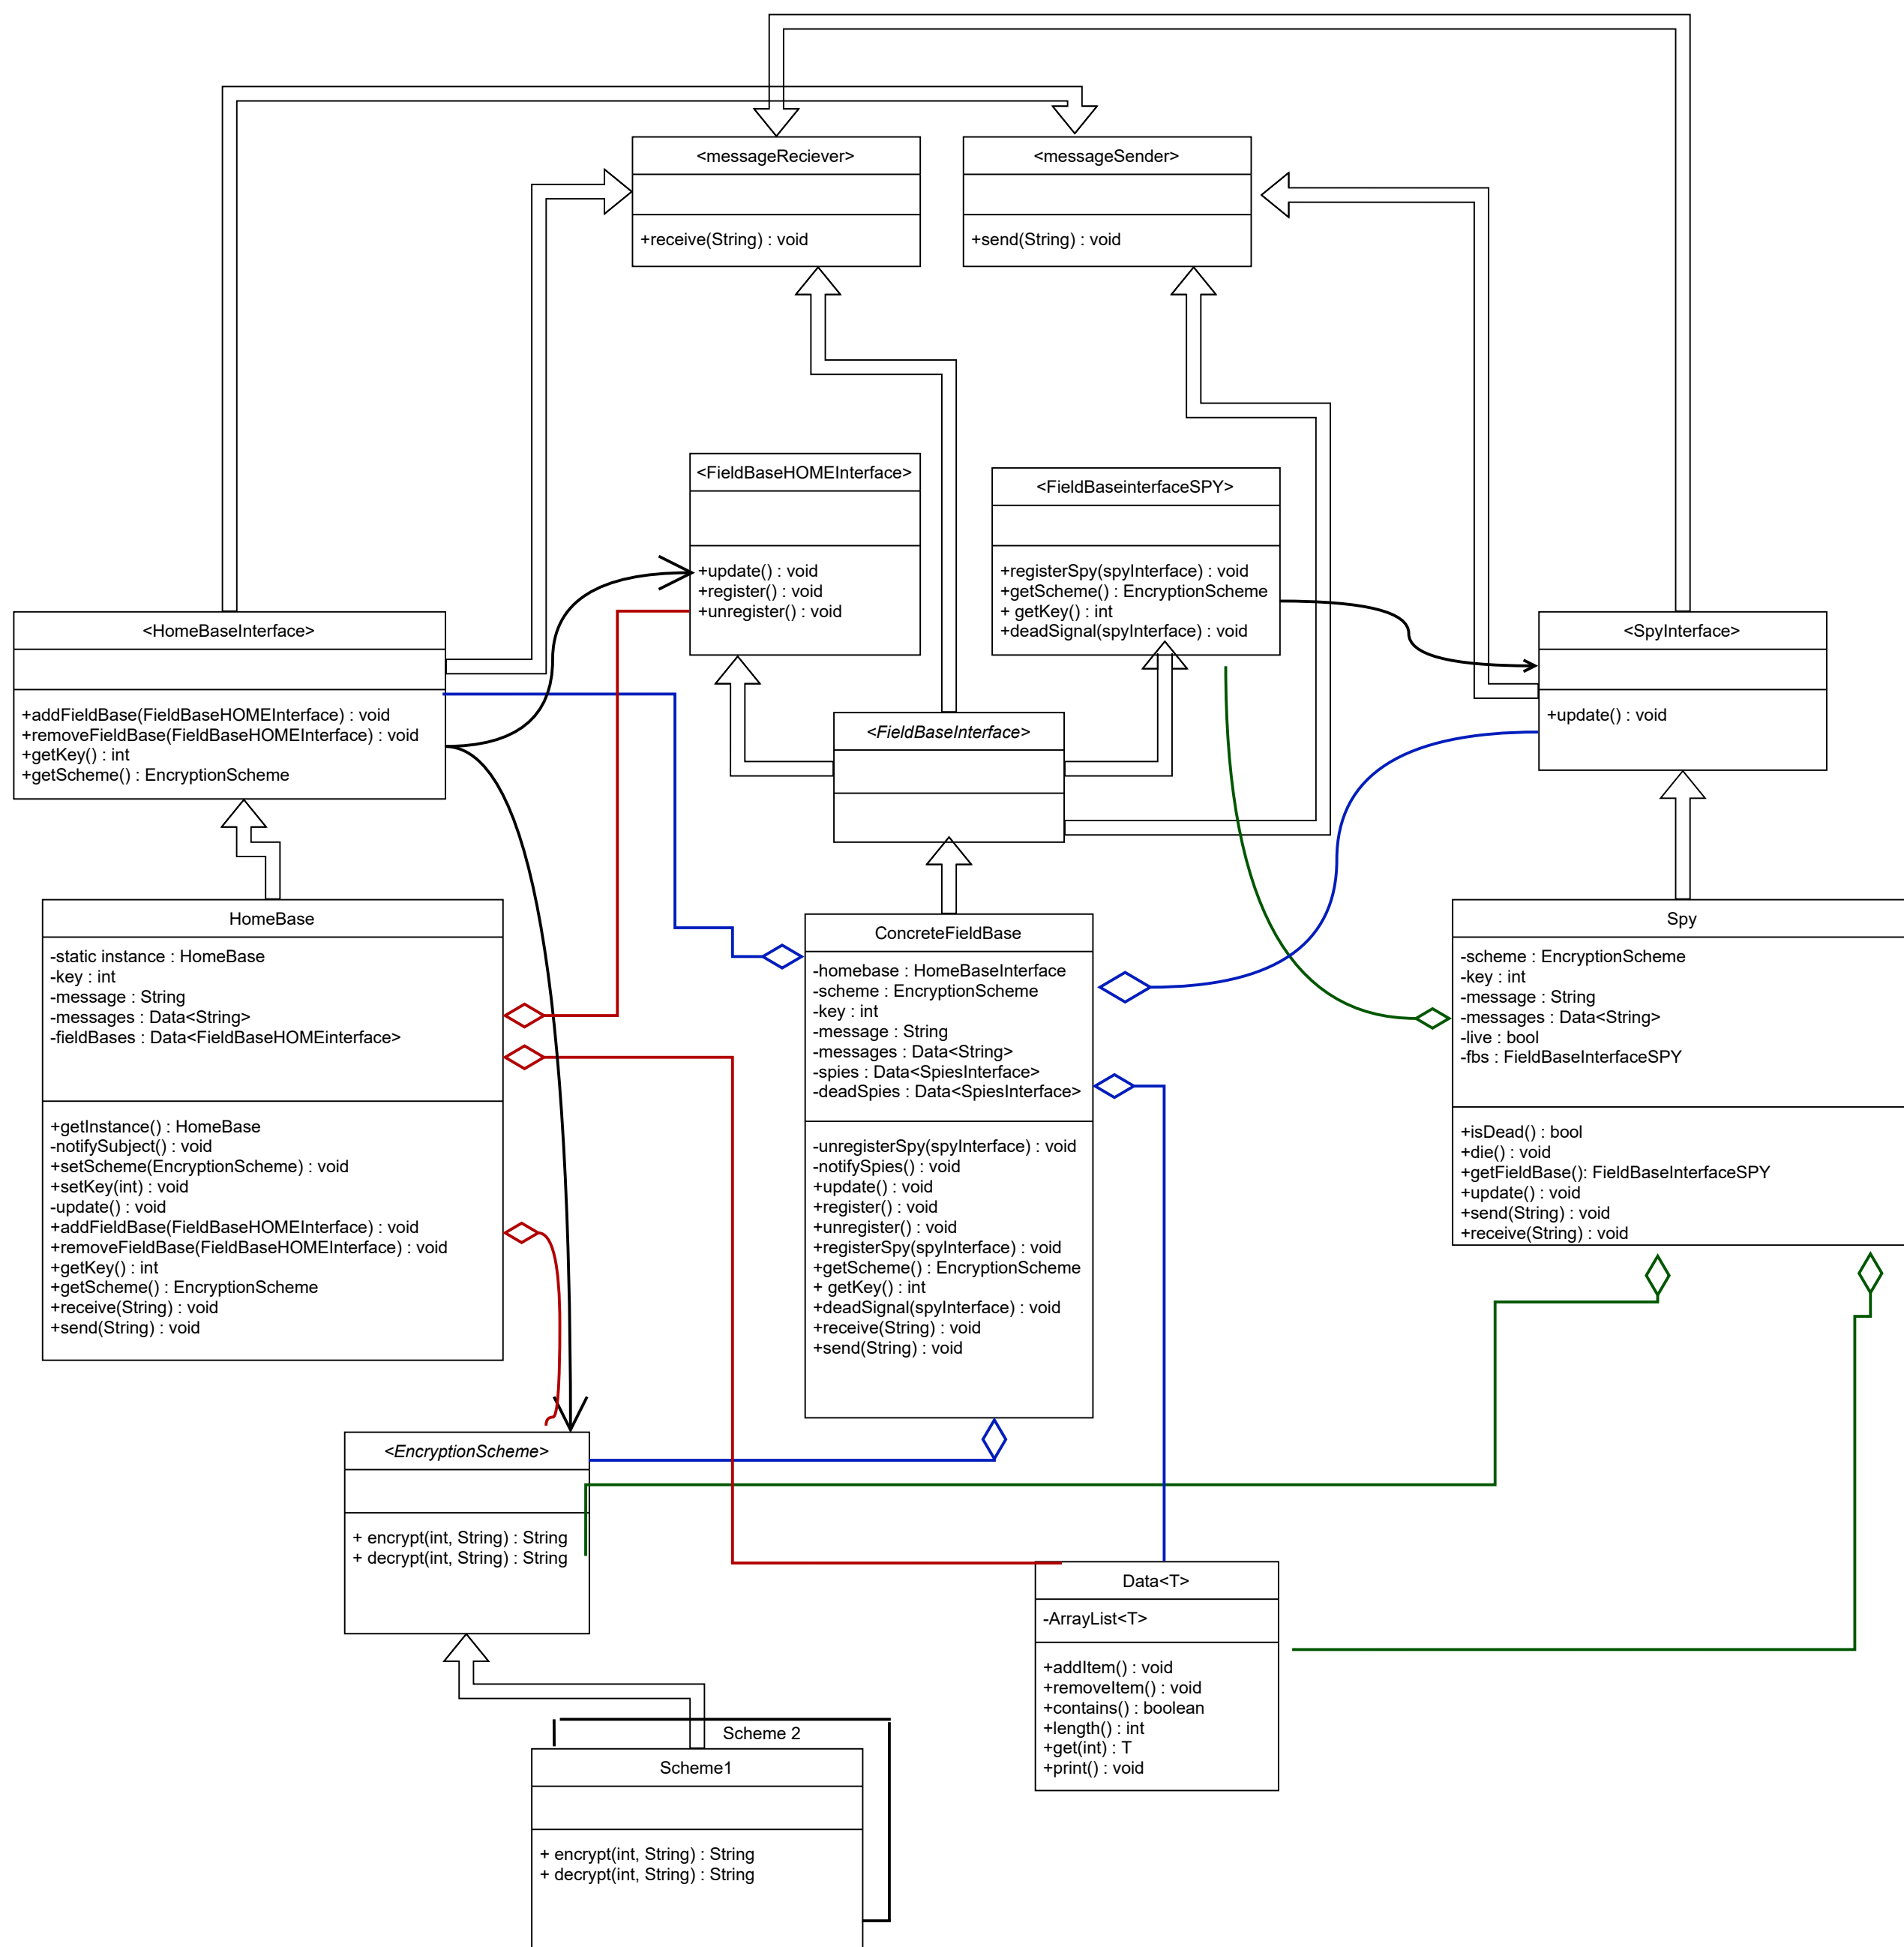 <messageReciever>
+receive(String) : void
<messageSender>
+send(String) : void
<FieldBaseHOMEInterface>
+update() : void
+register() : void
+unregister() : void
<FieldBaseinterfaceSPY>
+registerSpy(spyInterface) : void
+getScheme() : EncryptionScheme
+ getKey() : int
+deadSignal(spyInterface) : void
<HomeBaseInterface>
+addFieldBase(FieldBaseHOMEInterface) : void
+removeFieldBase(FieldBaseHOMEInterface) : void
+getKey() : int
+getScheme() : EncryptionScheme
<SpyInterface>
+update() : void
<FieldBaseInterface>
HomeBase
-static instance : HomeBase
-key : int
-message : String
-messages : Data<String>
-fieldBases : Data<FieldBaseHOMEinterface>
+getInstance() : HomeBase
-notifySubject() : void
+setScheme(EncryptionScheme) : void
+setKey(int) : void
-update() : void
+addFieldBase(FieldBaseHOMEInterface) : void
+removeFieldBase(FieldBaseHOMEInterface) : void
+getKey() : int
+getScheme() : EncryptionScheme
+receive(String) : void
+send(String) : void
ConcreteFieldBase
-homebase : HomeBaseInterface
-scheme : EncryptionScheme
-key : int
-message : String
-messages : Data<String>
-spies : Data<SpiesInterface>
-deadSpies : Data<SpiesInterface>
-unregisterSpy(spyInterface) : void
-notifySpies() : void
+update() : void
+register() : void
+unregister() : void
+registerSpy(spyInterface) : void
+getScheme() : EncryptionScheme
+ getKey() : int
+deadSignal(spyInterface) : void
+receive(String) : void
+send(String) : void
Spy
-scheme : EncryptionScheme
-key : int
-message : String
-messages : Data<String>
-live : bool
-fbs : FieldBaseInterfaceSPY
+isDead() : bool
+die() : void
+getFieldBase(): FieldBaseInterfaceSPY
+update() : void
+send(String) : void
+receive(String) : void
<EncryptionScheme>
+ encrypt(int, String) : String
+ decrypt(int, String) : String
Data<T>
-ArrayList<T>
+addItem() : void
+removeItem() : void
+contains() : boolean
+length() : int
+get(int) : T
+print() : void
Scheme 2
Scheme1
+ encrypt(int, String) : String
+ decrypt(int, String) : String